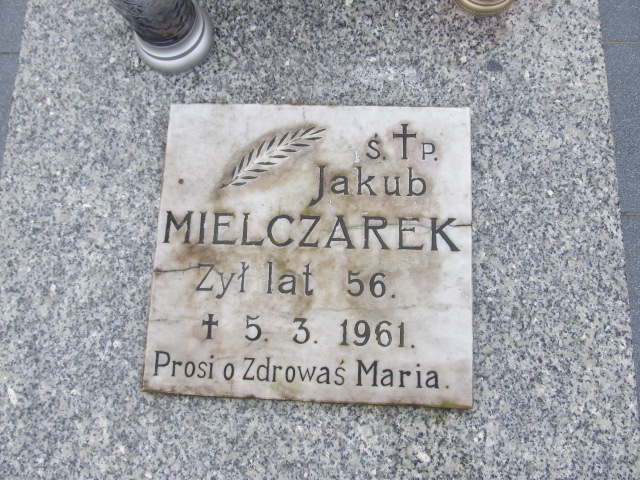 Ś.†P.
Jakub
MIELCZAREK
Żył lat 56.
† 5. 3. 1961.
Prosi o Zdrowaś Maria.